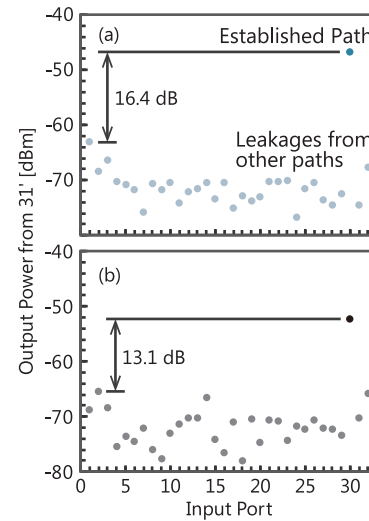 -40
(a)
Established Path
-50
16.4 dB
-60
Leakages from
other paths
-70
Output Power from 31' [dBm]
-40
(b)
-50
13.1 dB
-60
-70
-80
0 5 10 15 20 25 30
Input Port